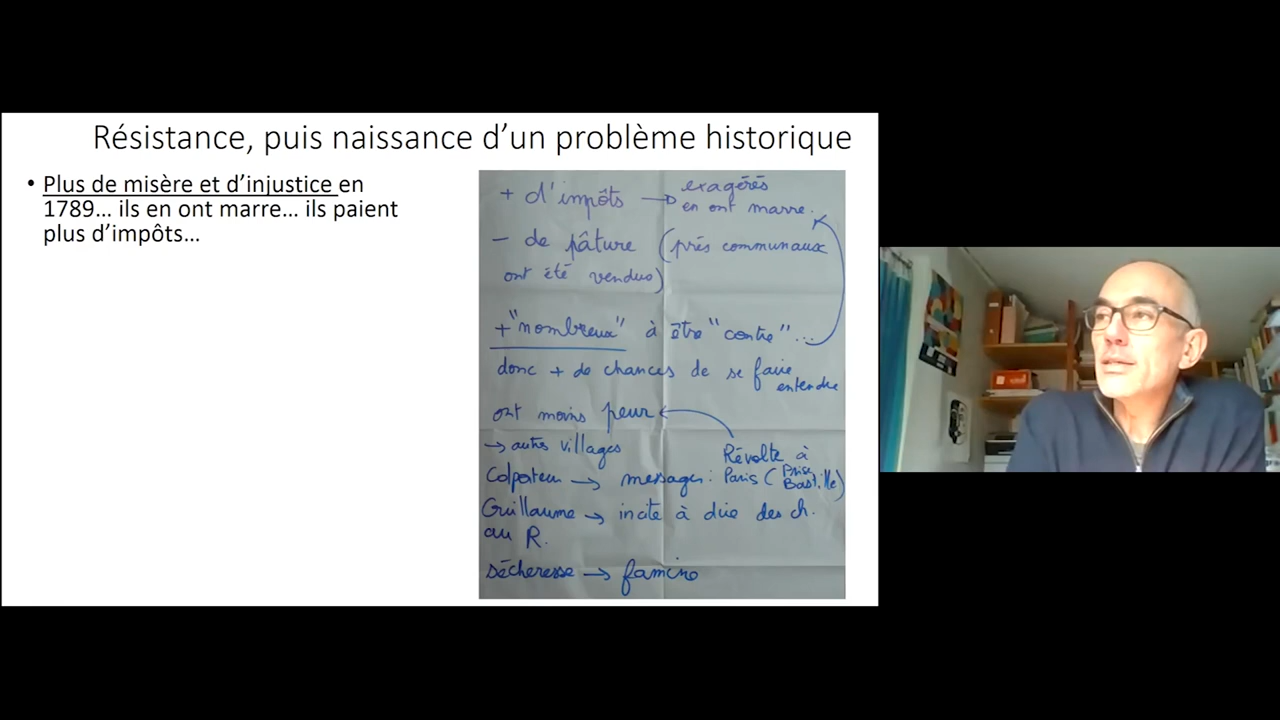 Résistance, puis naissance d’un problème historique
• Plus de misère et d’injustice en
1789… ils en ont marre… ils paient
plus d’impôts…
+ d'impôts → exagérés
en ont marre.
- de pâture (prés communaux
ont été vendus)
+ "nombreux" à être "contre"...
donc + de chances de se faire
entendre
ont moins peur ←
→ autres villages
Révolte à
Colporteur → messages : Paris (Prise
Bastille)
Guillaume → incite à dire des ch.
au R.
sécheresse → famine